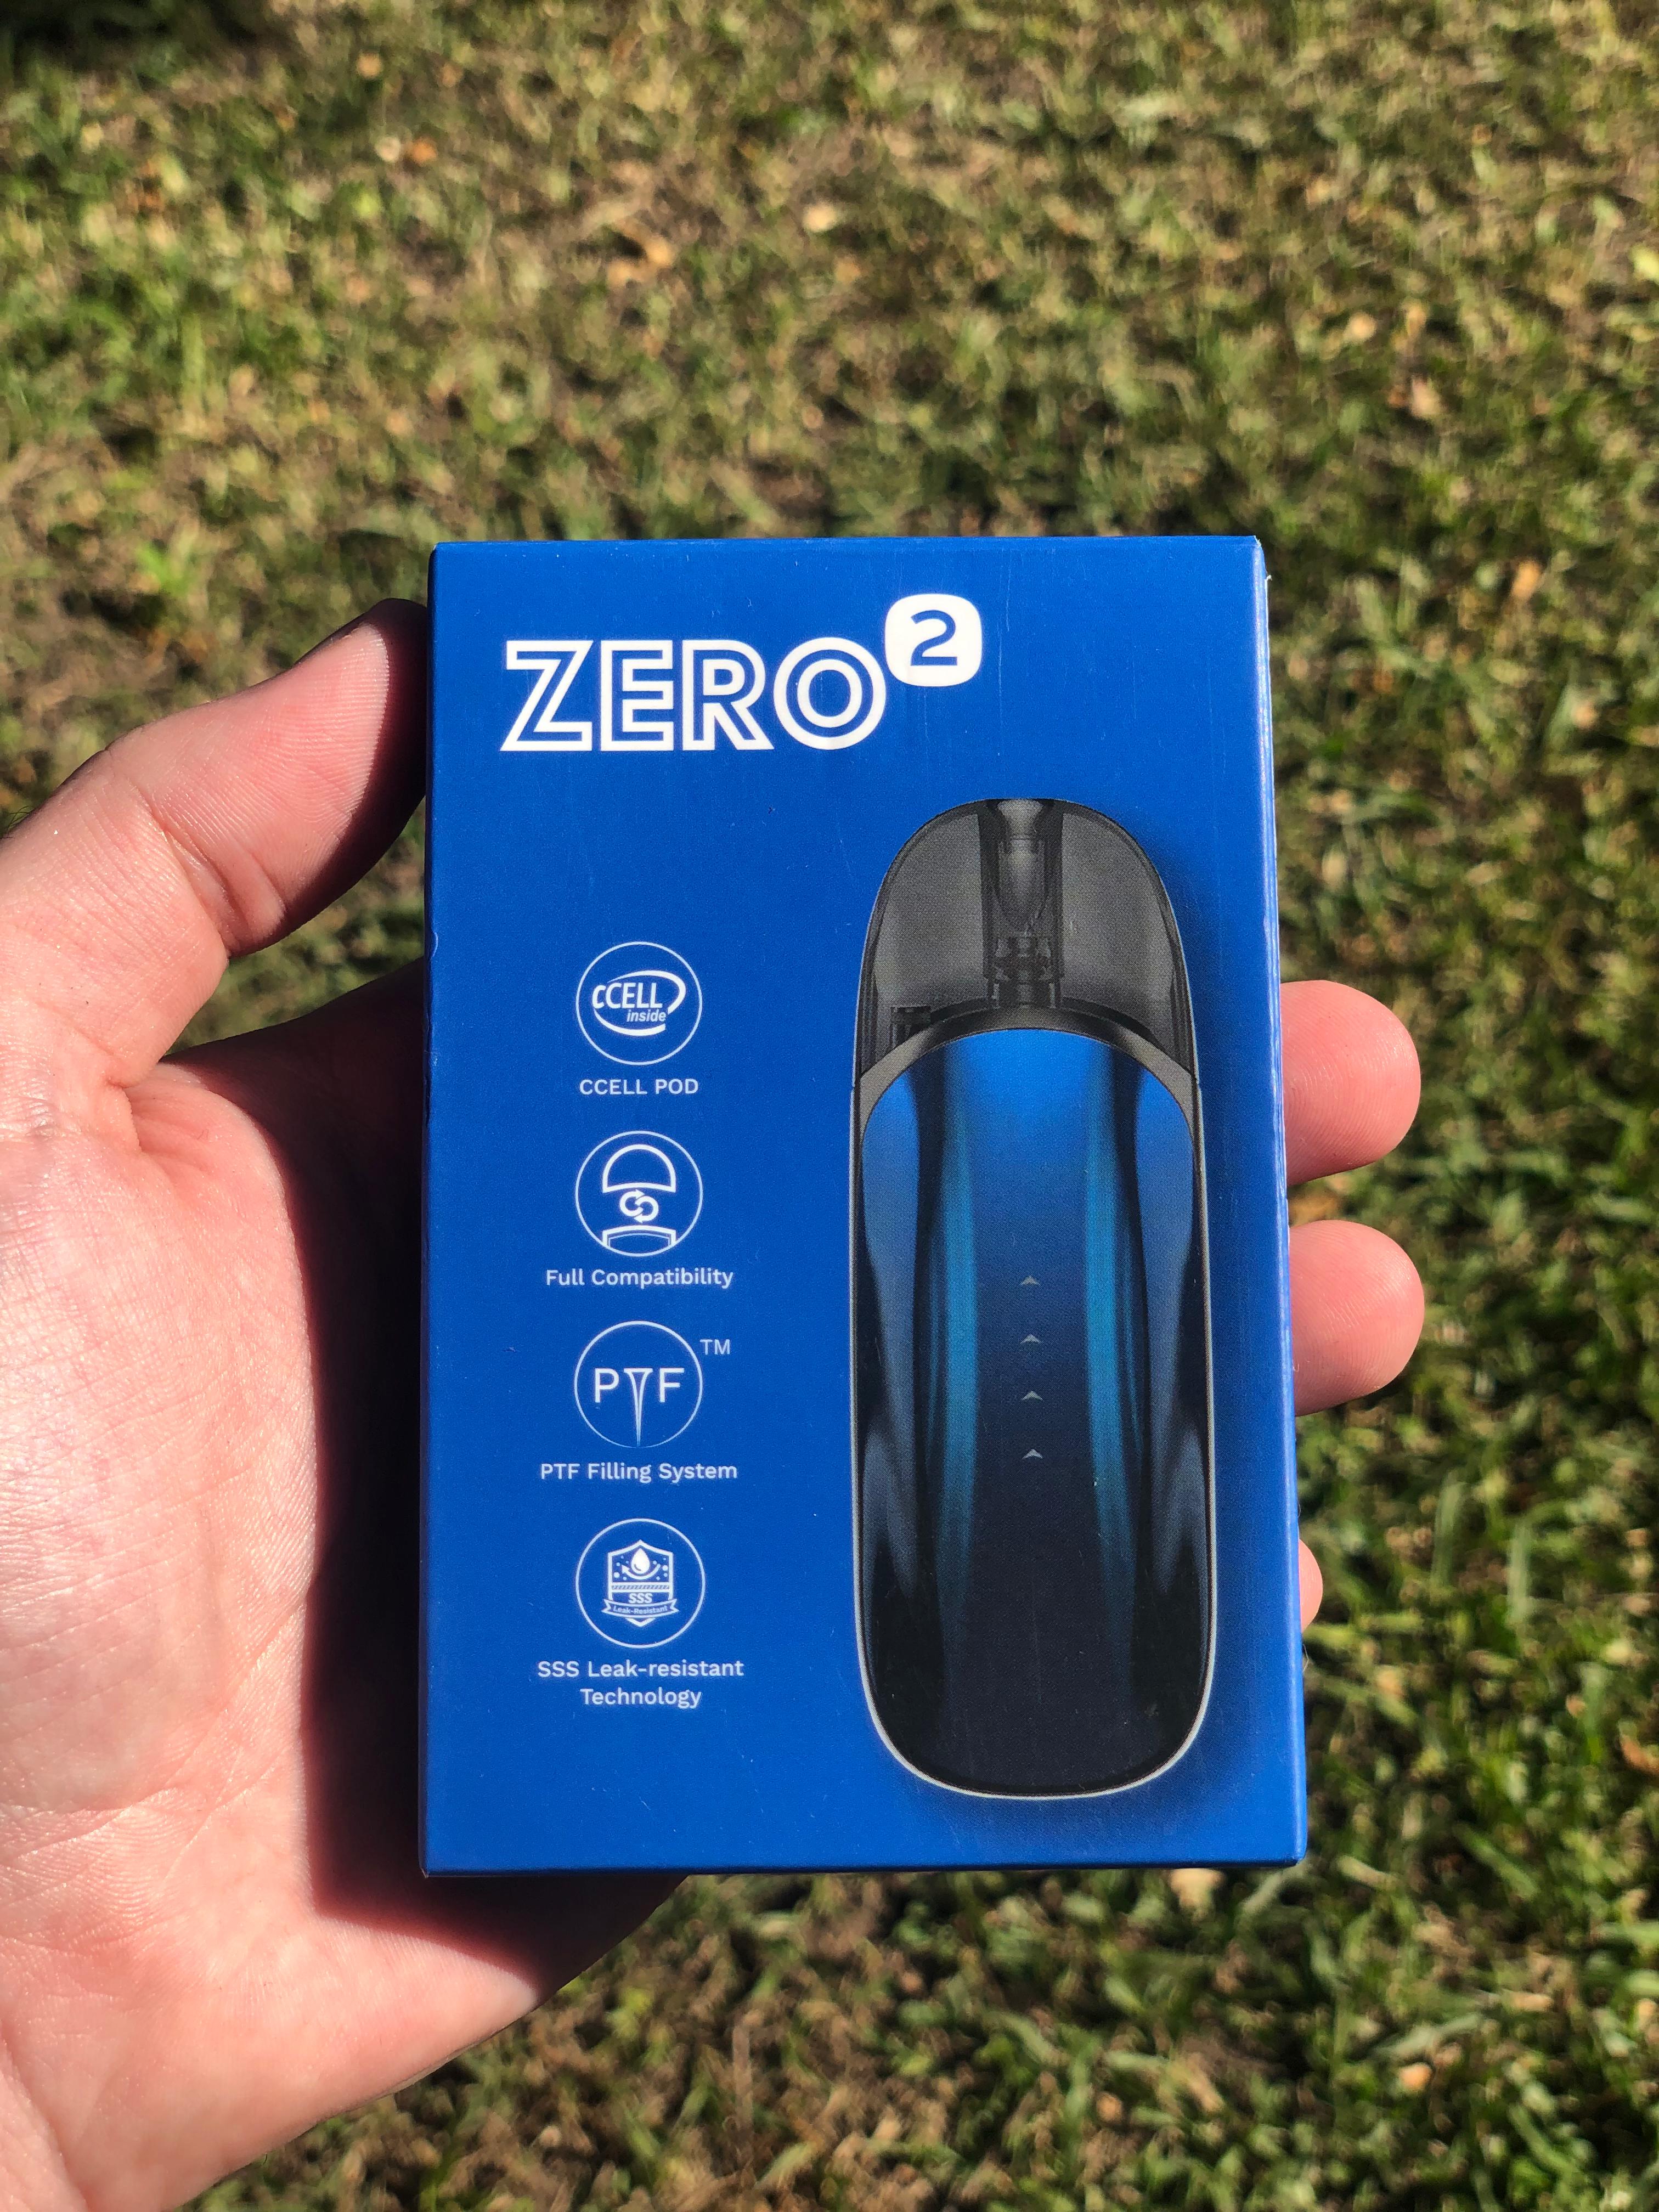 ZERO 2
CCELL
inside
CCELL POD
Full Compatibility
PTF TM
PTF Filling System
SSS
Leak-Resistant
SSS Leak-resistant
Technology